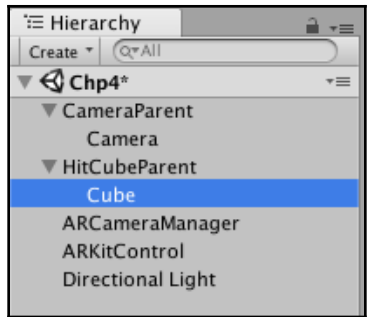 Hierarchy
Create All
Chp4*
CameraParent
Camera
HitCubeParent
Cube
ARCameraManager
ARKitControl
Directional Light